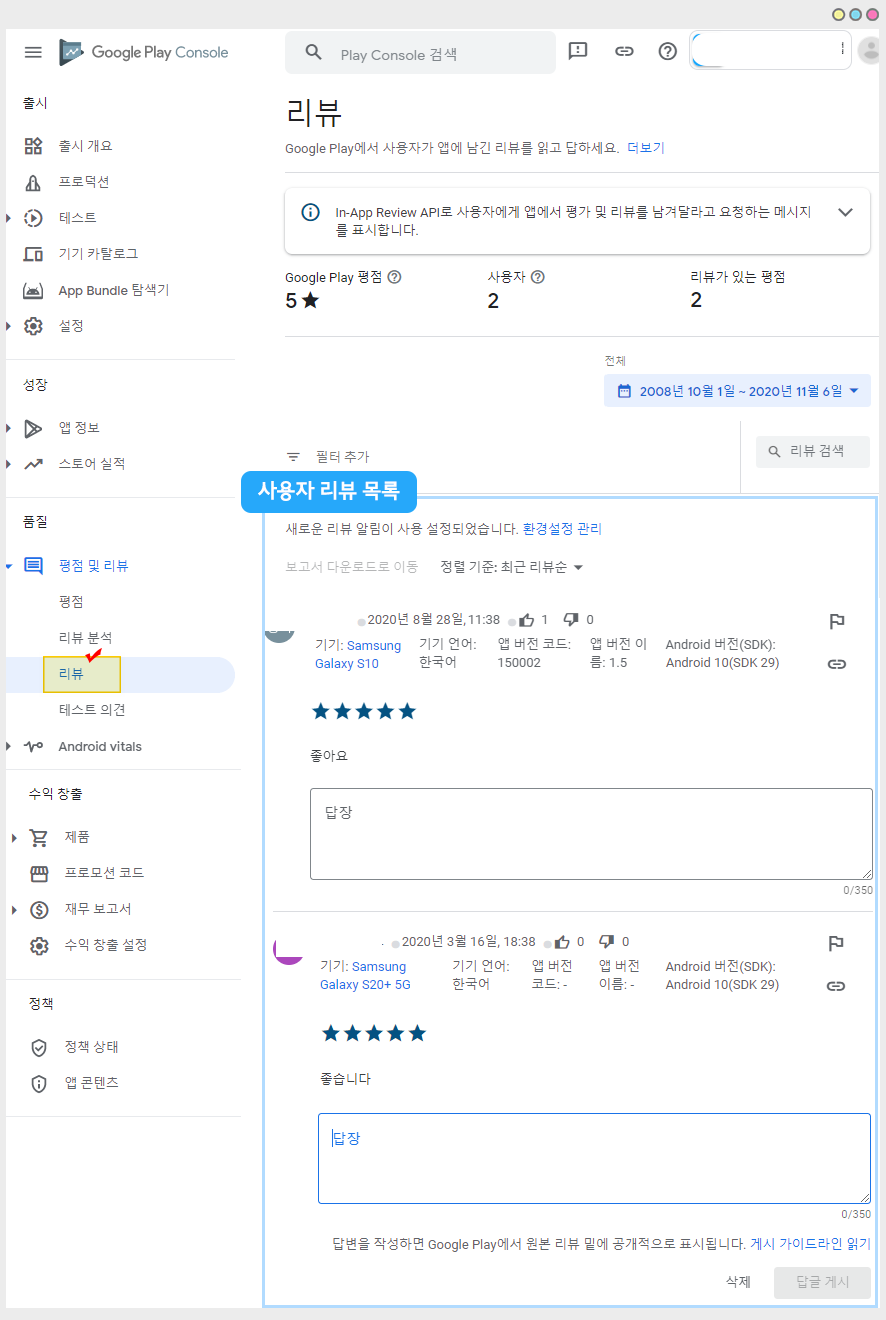 Google Play Console
Play Console 검색
출시
출시 개요
프로덕션
테스트
기기 카탈로그
App Bundle 탐색기
설정
성장
앱 정보
스토어 실적
품질
평점 및 리뷰
평점
리뷰 분석
리뷰
테스트 의견
Android vitals
수익 창출
제품
프로모션 코드
재무 보고서
수익 창출 설정
정책
정책 상태
앱 콘텐츠
리뷰
Google Play에서 사용자가 앱에 남긴 리뷰를 읽고 답하세요. 더보기
In-App Review API로 사용자에게 앱에서 평가 및 리뷰를 남겨달라고 요청하는 메시지
를 표시합니다.
Google Play 평점 사용자 리뷰가 있는 평점
5★ 2 2
전체
2008년 10월 1일 ~ 2020년 11월 6일
필터 추가 리뷰 검색
사용자 리뷰 목록
새로운 리뷰 알림이 사용 설정되었습니다. 환경설정 관리
보고서 다운로드로 이동 정렬 기준: 최근 리뷰순
2020년 8월 28일, 11:38 1 0
기기: Samsung 기기 언어: 앱 버전 코드: 앱 버전 이 Android 버전(SDK):
Galaxy S10 한국어 150002 름: 1.5 Android 10(SDK 29)
★★★★★
좋아요
답장
0/350
2020년 3월 16일, 18:38 0 0
기기: Samsung 기기 언어: 앱 버전 앱 버전 Android 버전(SDK):
Galaxy S20+ 5G 한국어 코드: - 이름: - Android 10(SDK 29)
★★★★★
좋습니다
답장
0/350
답변을 작성하면 Google Play에서 원본 리뷰 밑에 공개적으로 표시됩니다. 게시 가이드라인 읽기
삭제 답글 게시